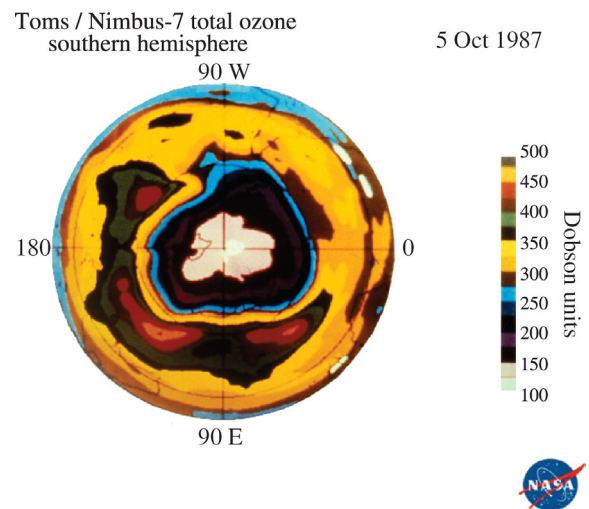 Toms / Nimbus-7 total ozone
southern hemisphere
5 Oct 1987
90 W
180
0
90 E
500
450
400
350
300
250
200
150
100
Dobson units
NASA